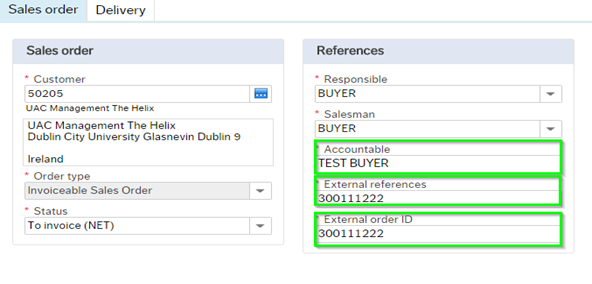 Sales order
Delivery
Sales order
* Customer
50205
UAC Management The Helix
UAC Management The Helix
Dublin City University Glasnevin Dublin 9
Ireland
* Order type
Invoiceable Sales Order
* Status
To invoice (NET)
References
* Responsible
BUYER
* Salesman
BUYER
* Accountable
TEST BUYER
* External references
300111222
* External order ID
300111222